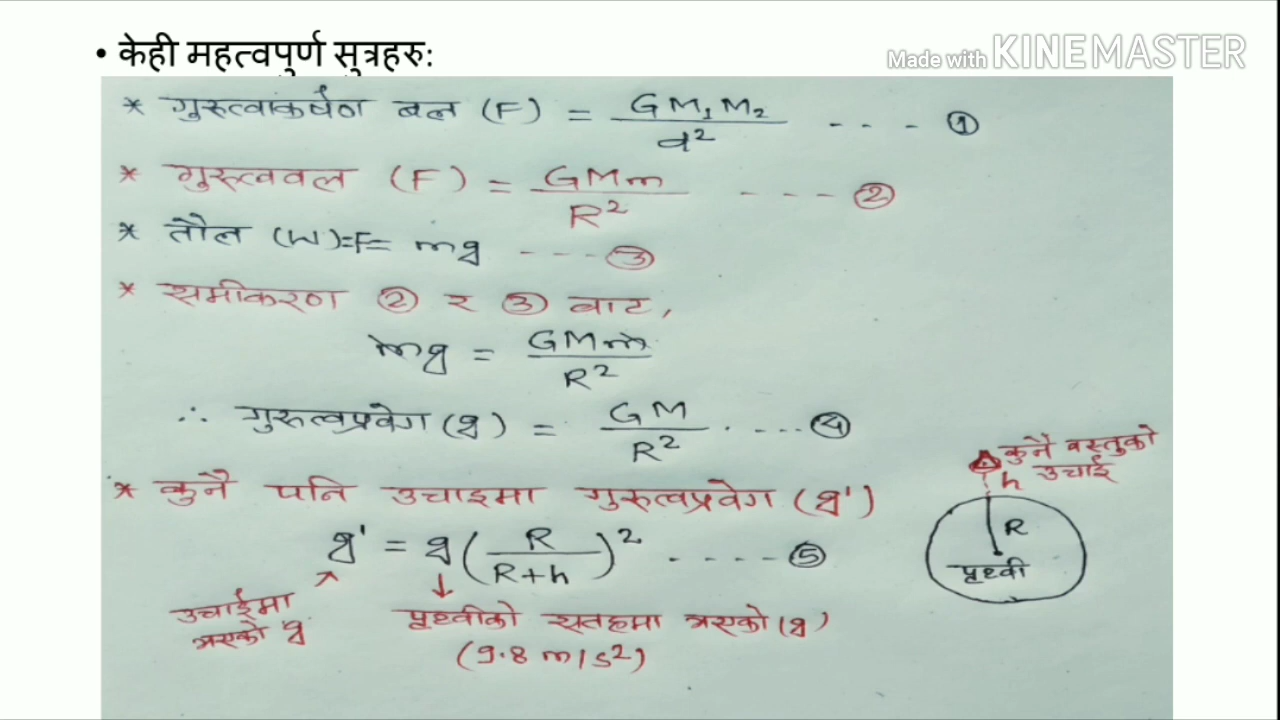 • केही महत्वपुर्ण सुत्रहरु:
Made with KINEMASTER
* गुरुत्वाकर्षण बल (F) = GM₁M₂ / d² - - - ①
* गुरुत्वबल (F) = GMm / R² - - - - ②
* तौल (W)=F= mg - - - ③
* समीकरण ② र ③ बाट,
mg = GMm / R²
∴ गुरुत्वप्रवेग (g) = GM / R² . - - - - ④
* कुनै पनि उचाइमा गुरुत्वप्रवेग (g')
g' = g (R / R+h)² - - - - - ⑤
उचाईमा
भएको g
पृथ्वीको सतहमा भएको (g)
(9.8 m/s²)
कुनै वस्तुको
h उचाई
R
पृथ्वी